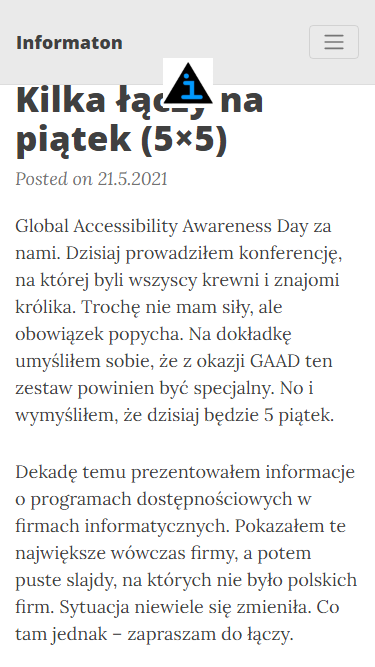 Informaton
Kilka łączy na
piątek (5×5)
Posted on 21.5.2021
Global Accessibility Awareness Day za
nami. Dzisiaj prowadziłem konferencję,
na której byli wszyscy krewni i znajomi
królika. Trochę nie mam siły, ale
obowiązek popycha. Na dokładkę
umyśliłem sobie, że z okazji GAAD ten
zestaw powinien być specjalny. No i
wymyśliłem, że dzisiaj będzie 5 piątek.
Dekadę temu prezentowałem informacje
o programach dostępnościowych w
firmach informatycznych. Pokazałem te
największe wówczas firmy, a potem
puste slajdy, na których nie było polskich
firm. Sytuacja niewiele się zmieniła. Co
tam jednak – zapraszam do łączy.